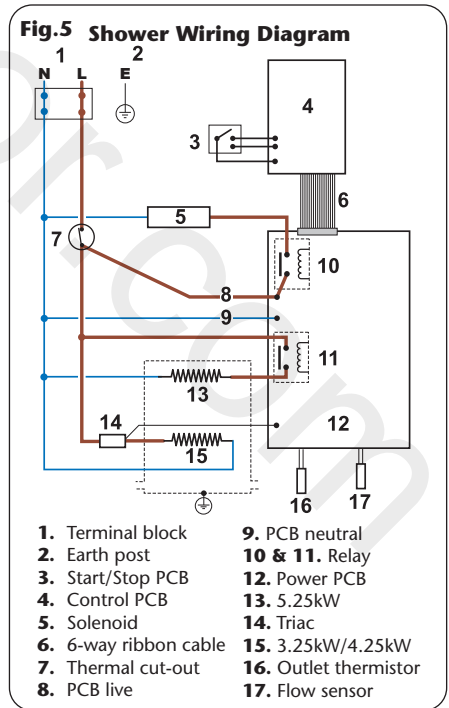 Fig.5 Shower Wiring Diagram
1 2
N L E
4
3
6
5
7
10
8
9
11
13
12
14
15
16 17
1. Terminal block
2. Earth post
3. Start/Stop PCB
4. Control PCB
5. Solenoid
6. 6-way ribbon cable
7. Thermal cut-out
8. PCB live
9. PCB neutral
10 & 11. Relay
12. Power PCB
13. 5.25kW
14. Triac
15. 3.25kW/4.25kW
16. Outlet thermistor
17. Flow sensor